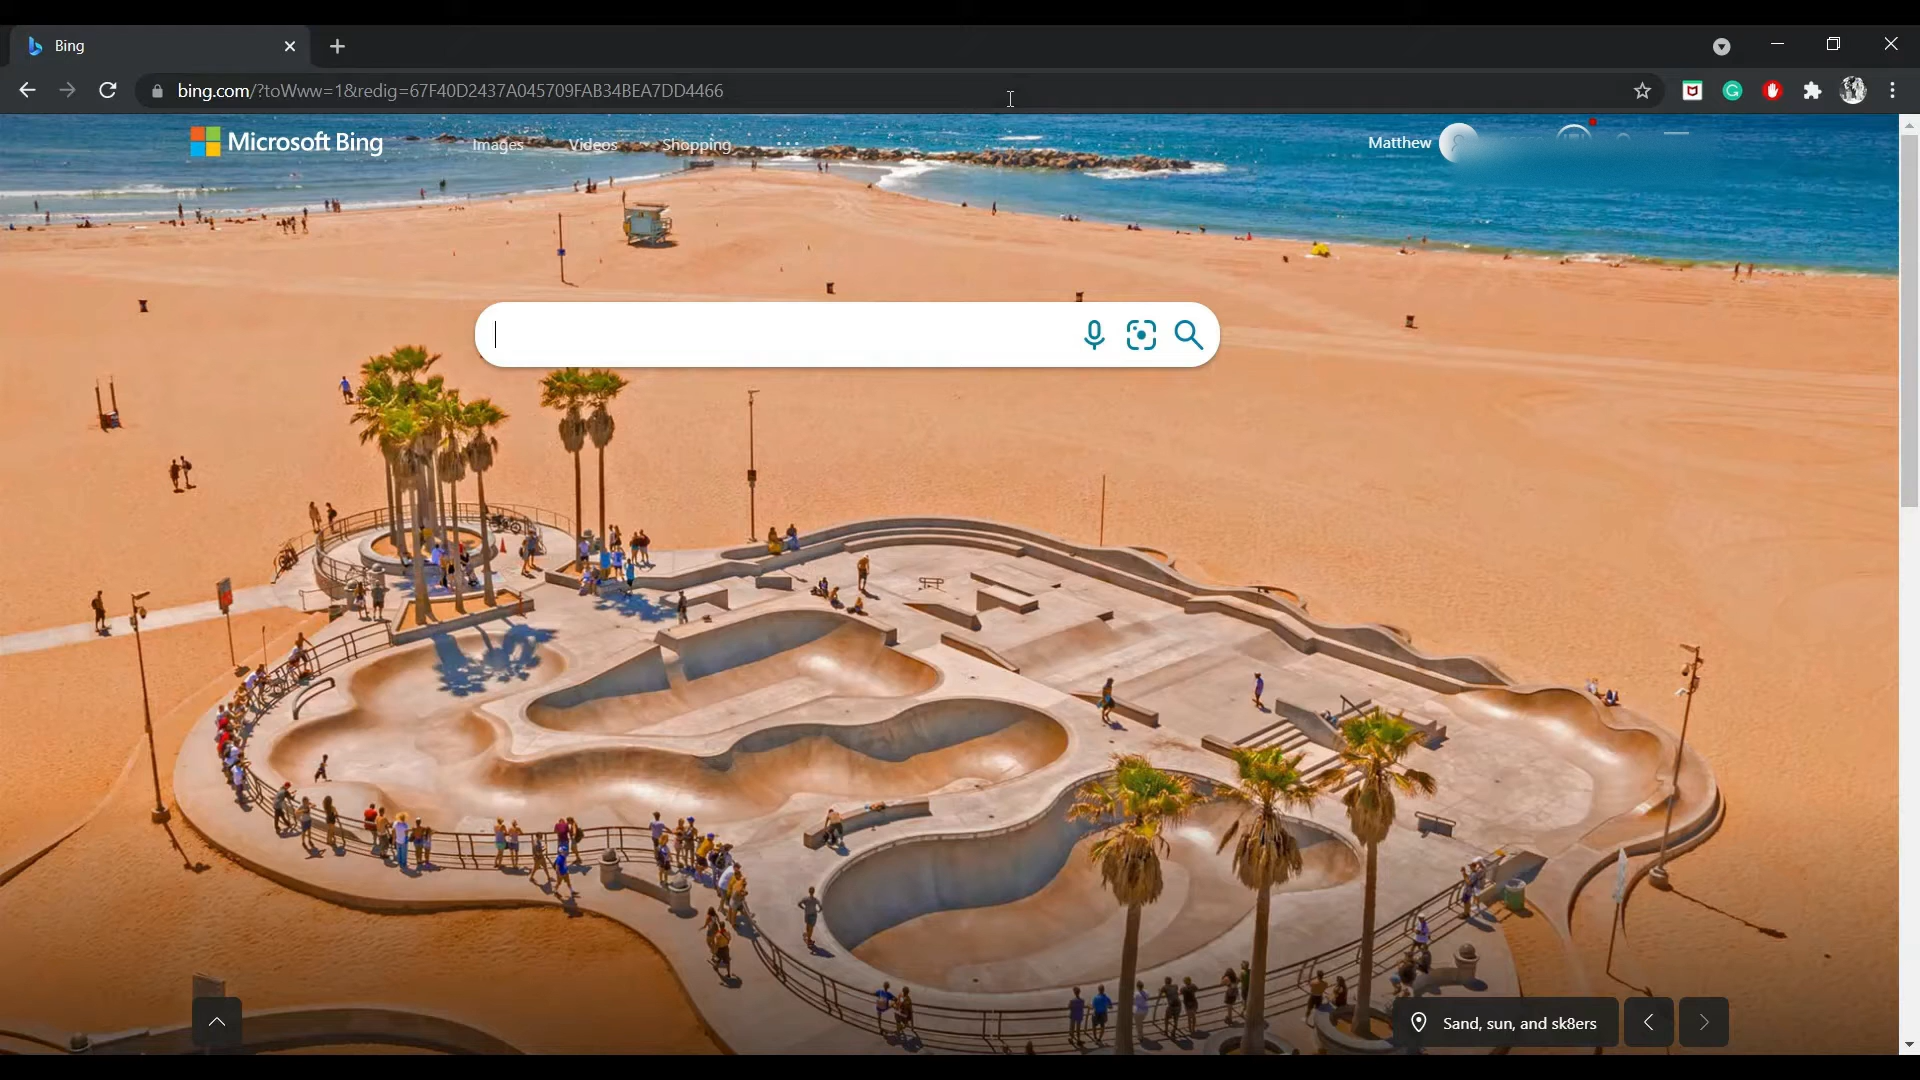 Bing
bing.com/?toWww=1&redig=67F40D2437A045709FAB34BEA7DD4466
Microsoft Bing
Images
Videos
Shopping
Matthew
Sand, sun, and sk8ers